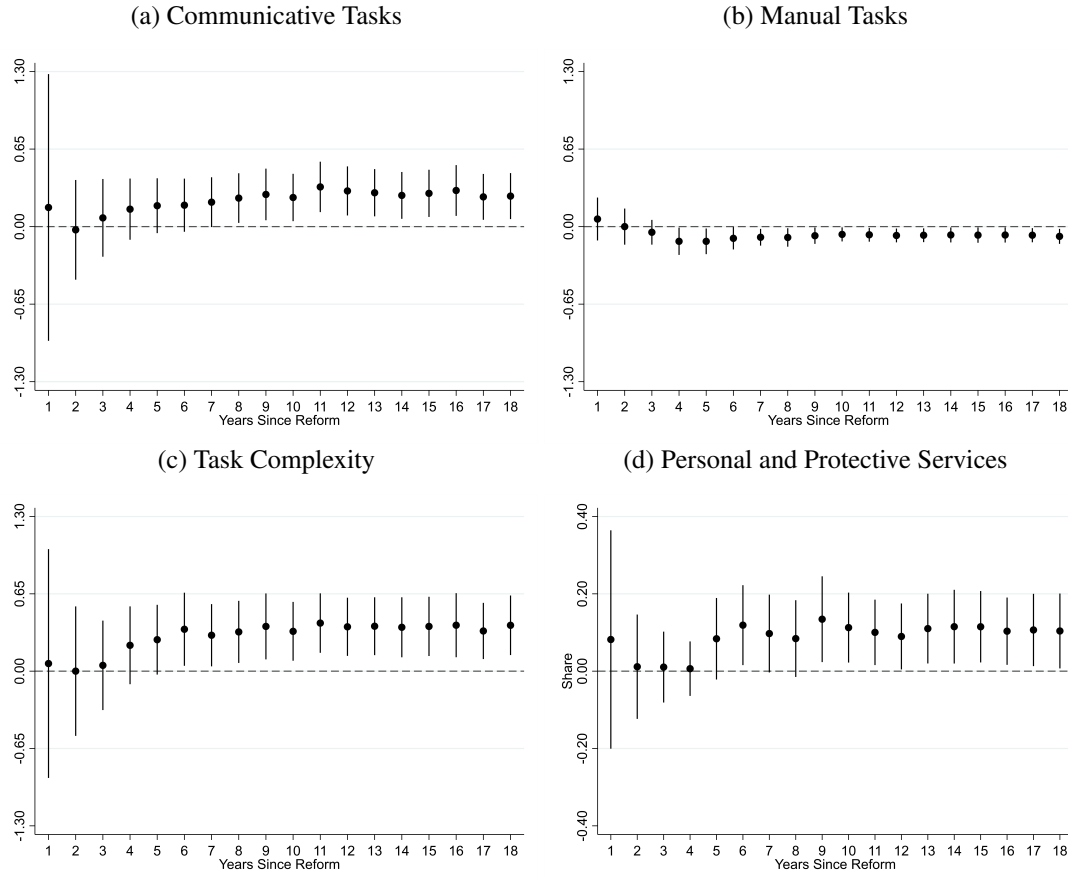 (a) Communicative Tasks
1.30
0.65
0.00
-0.65
-1.30
1 2 3 4 5 6 7 8 9 10 11 12 13 14 15 16 17 18
Years Since Reform
(b) Manual Tasks
1.30
0.65
0.00
-0.65
-1.30
1 2 3 4 5 6 7 8 9 10 11 12 13 14 15 16 17 18
Years Since Reform
(c) Task Complexity
1.30
0.65
0.00
-0.65
-1.30
1 2 3 4 5 6 7 8 9 10 11 12 13 14 15 16 17 18
Years Since Reform
(d) Personal and Protective Services
Share
0.40
0.20
0.00
-0.20
-0.40
1 2 3 4 5 6 7 8 9 10 11 12 13 14 15 16 17 18
Years Since Reform